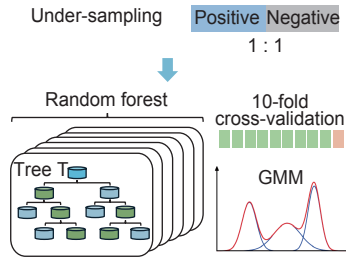 Under-sampling
Positive Negative
1 : 1
Random forest
10-fold
cross-validation
Tree T
GMM